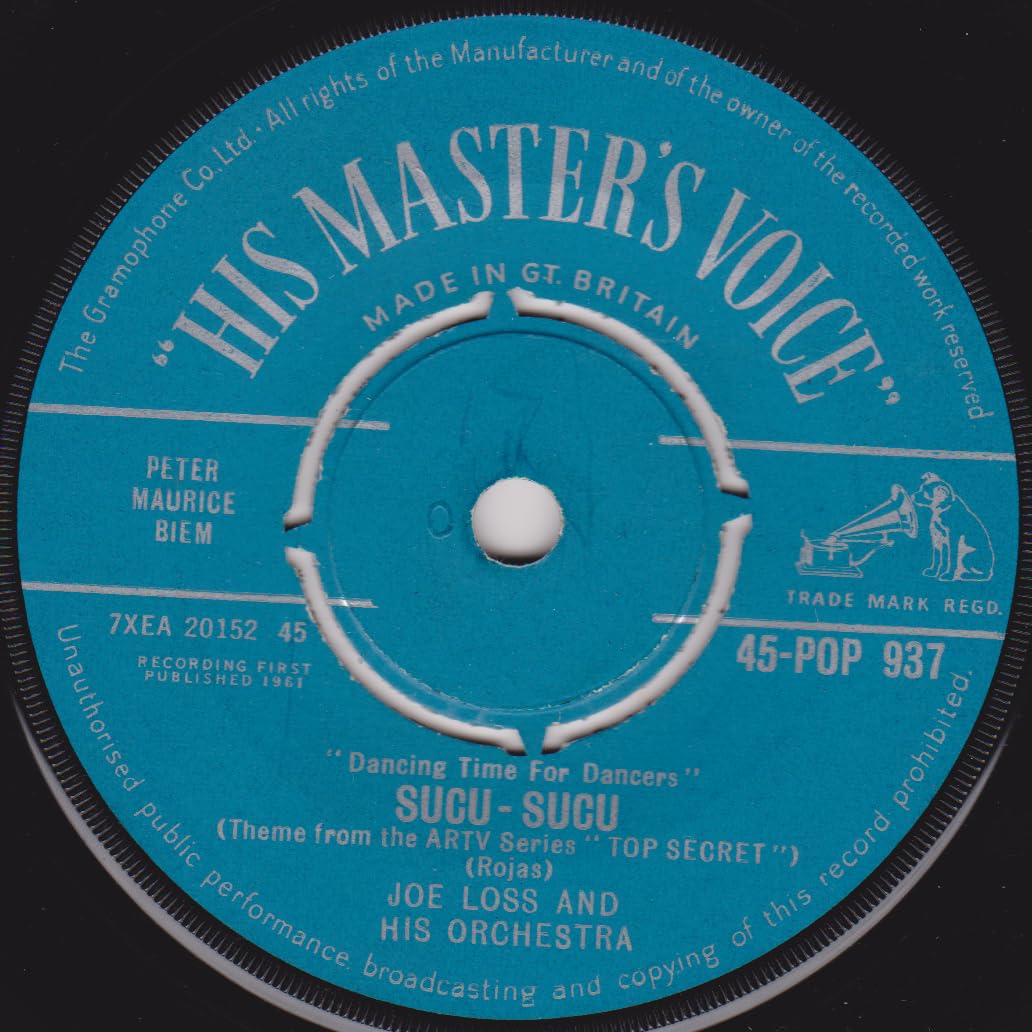 The Gramophone Co. Ltd. · All rights of the Manufacturer and of the owner of the recorded work reserved
"HIS MASTER'S VOICE"
MADE IN GT. BRITAIN
PETER
MAURICE
BIEM
TRADE MARK REGD.
7XEA 20152 45
45-POP 937
RECORDING FIRST
PUBLISHED 1961
"Dancing Time For Dancers"
SUCU-SUCU
(Theme from the ARTV Series "TOP SECRET")
(Rojas)
JOE LOSS AND
HIS ORCHESTRA
Unauthorised public performance, broadcasting and copying of this record prohibited.